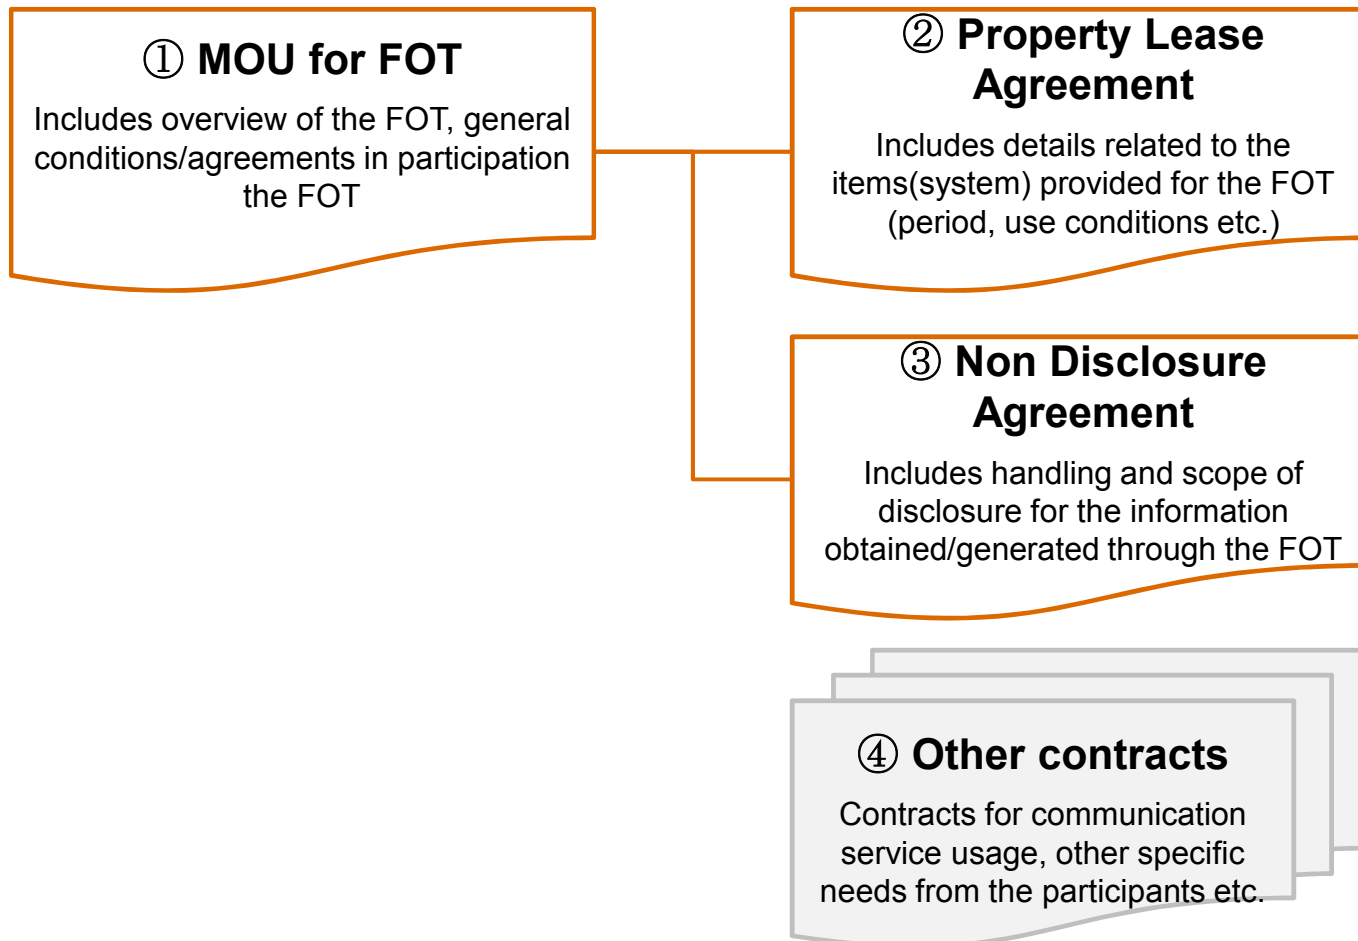 ① MOU for FOT
Includes overview of the FOT, general
conditions/agreements in participation
the FOT
② Property Lease
Agreement
Includes details related to the
items(system) provided for the FOT
(period, use conditions etc.)
③ Non Disclosure
Agreement
Includes handling and scope of
disclosure for the information
obtained/generated through the FOT
④ Other contracts
Contracts for communication
service usage, other specific
needs from the participants etc.